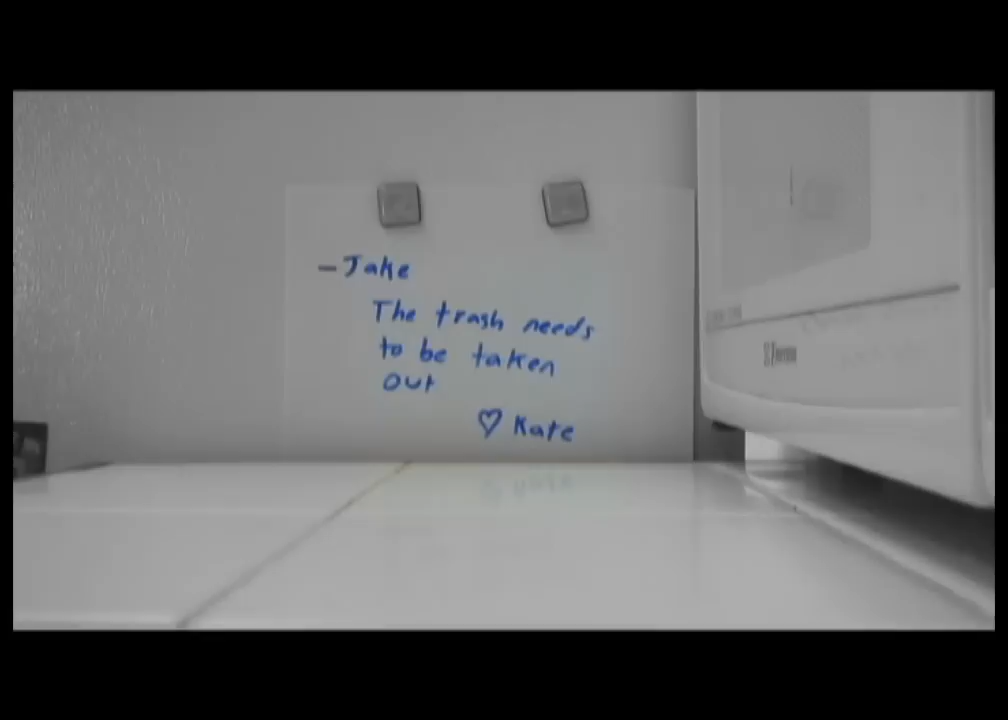 — Jake
The trash needs
to be taken
out
♡ Kate